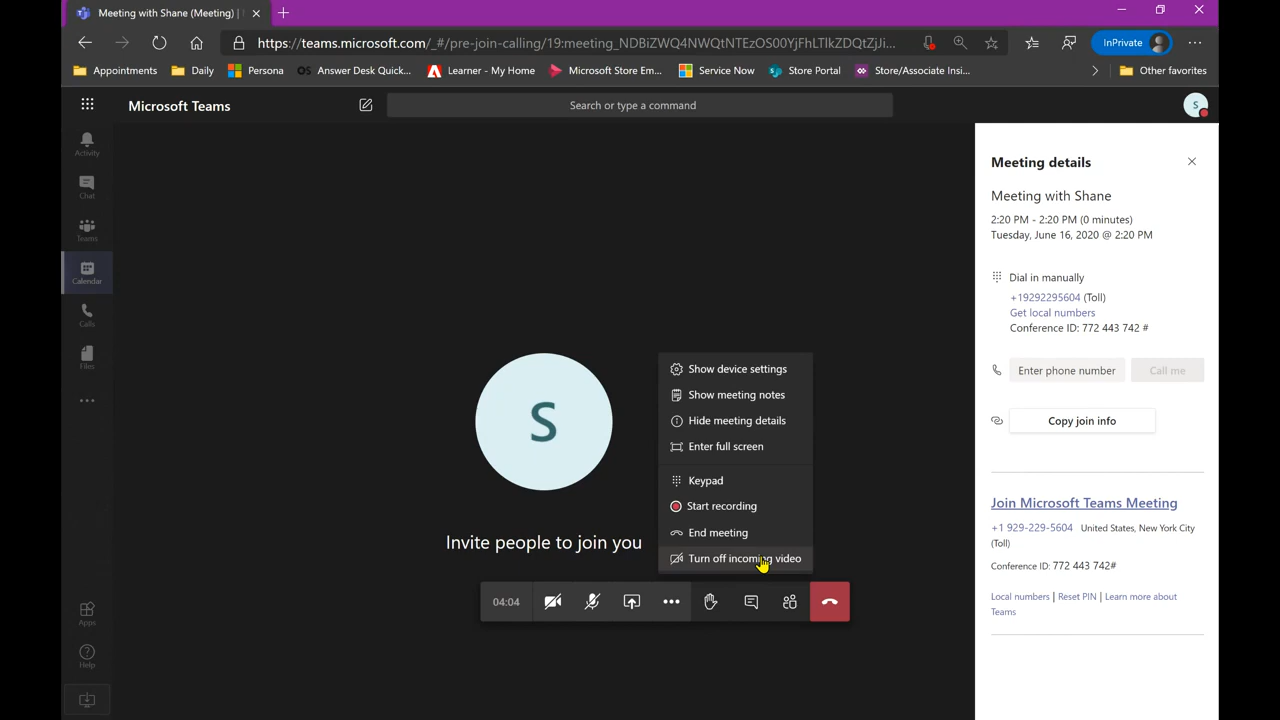 Meeting with Shane (Meeting) |
https://teams.microsoft.com/_#/pre-join-calling/19:meeting_NDBiZWQ4NWQtNTEzOS00YjFhLTlkZDQtZjJi...
InPrivate
Appointments
Daily
Persona
OS Answer Desk Quick...
Learner - My Home
Microsoft Store Em...
Service Now
Store Portal
Store/Associate Insi...
Other favorites
Microsoft Teams
Search or type a command
S
Activity
Chat
Teams
Calendar
Calls
Files
Apps
Help
S
Invite people to join you
Show device settings
Show meeting notes
Hide meeting details
Enter full screen
Keypad
Start recording
End meeting
Turn off incoming video
04:04
Meeting details
Meeting with Shane
2:20 PM - 2:20 PM (0 minutes)
Tuesday, June 16, 2020 @ 2:20 PM
Dial in manually
+19292295604 (Toll)
Get local numbers
Conference ID: 772 443 742 #
Enter phone number
Call me
Copy join info
Join Microsoft Teams Meeting
+1 929-229-5604 United States, New York City
(Toll)
Conference ID: 772 443 742#
Local numbers | Reset PIN | Learn more about
Teams